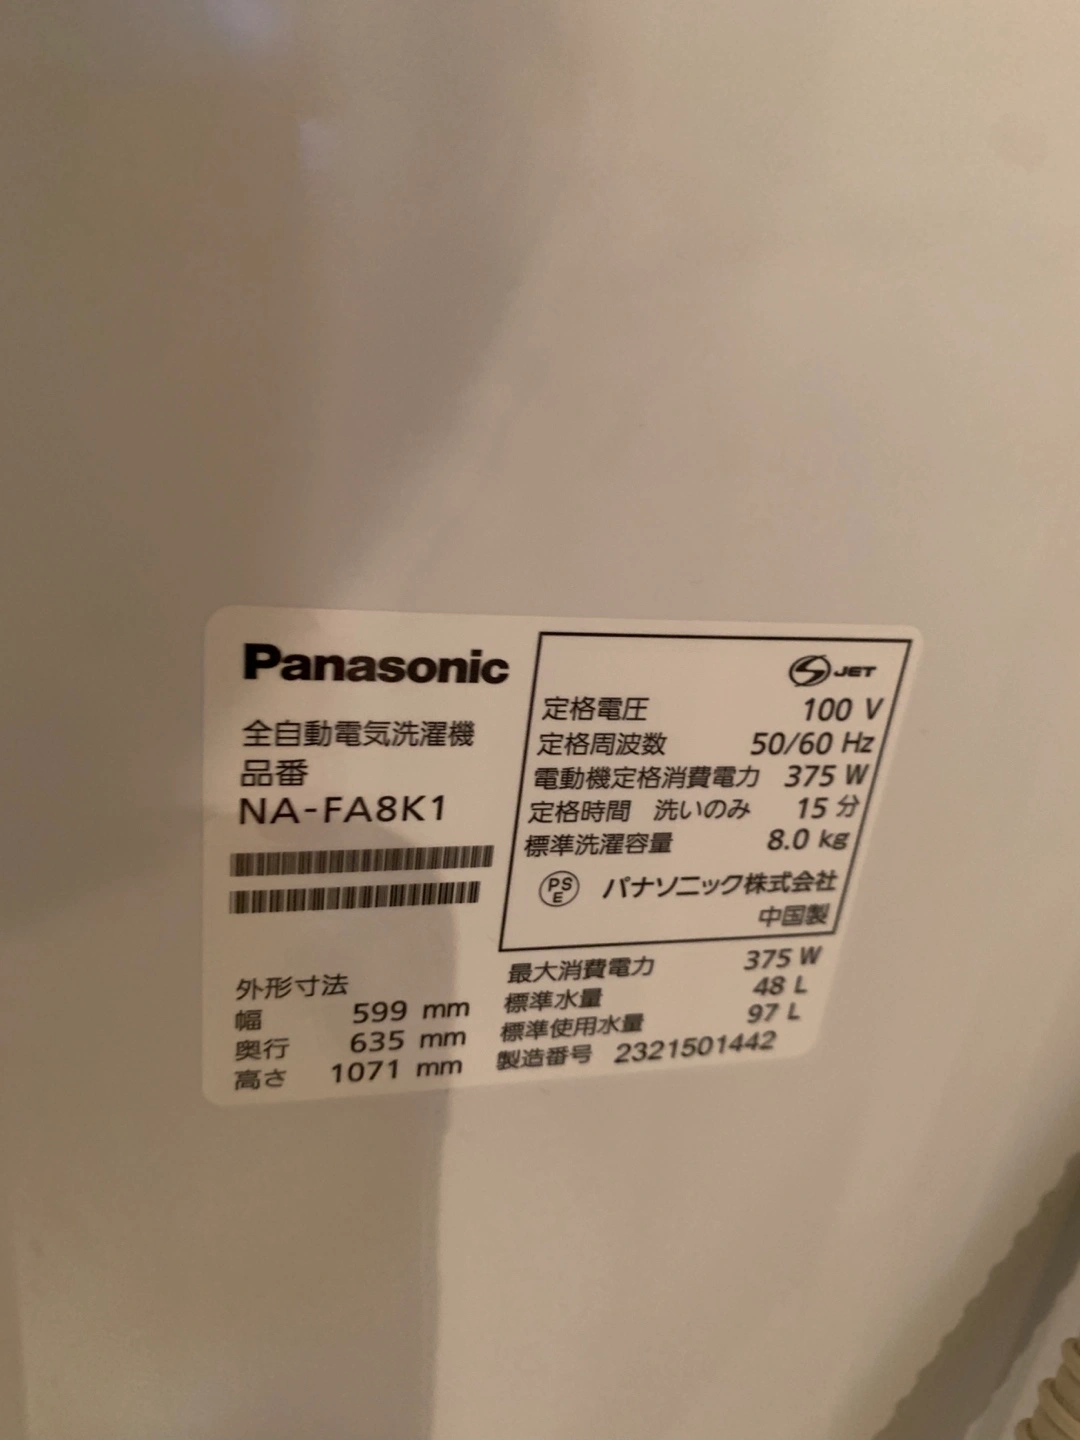 Panasonic
全自動電気洗濯機
品番
NA-FA8K1
外形寸法
幅 599 mm
奥行 635 mm
高さ 1071 mm
S JET
定格電圧 100 V
定格周波数 50/60 Hz
電動機定格消費電力 375 W
定格時間 洗いのみ 15 分
標準洗濯容量 8.0 kg
PS
E
パナソニック株式会社
中国製
最大消費電力 375 W
標準水量 48 L
標準使用水量 97 L
製造番号 2321501442